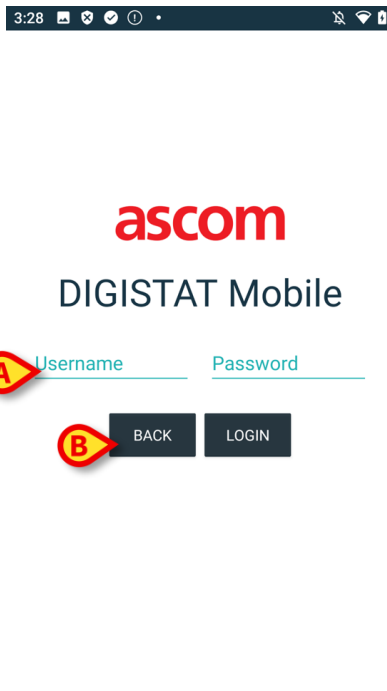 3:28
ascom
DIGISTAT Mobile
A Username Password
B BACK LOGIN